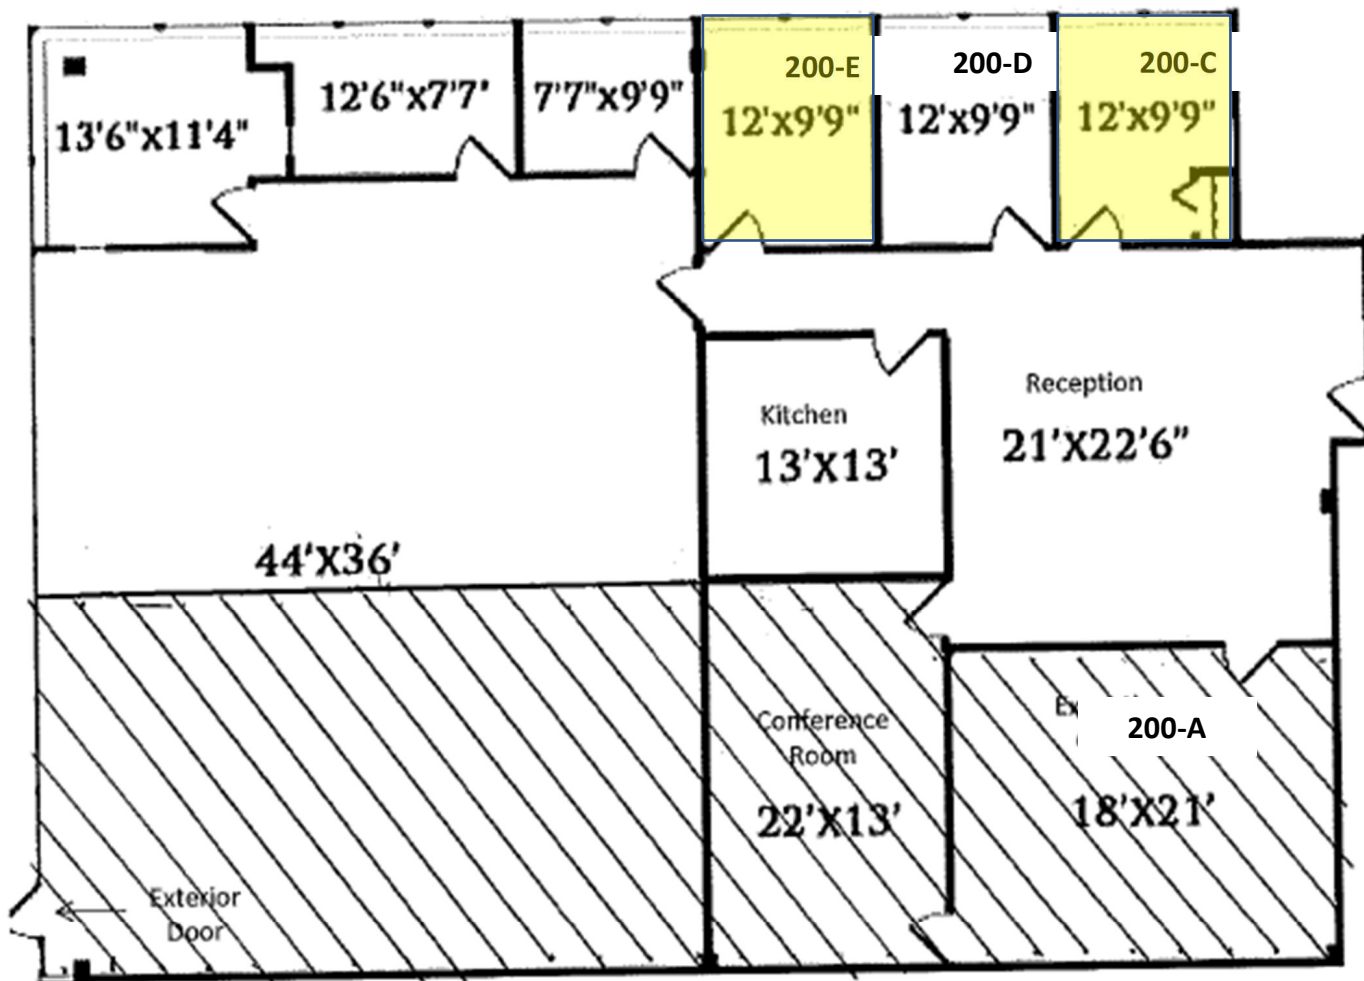 200-E
200-D
200-C
12'6"x7'7"
7'7"x9'9"
12'x9'9"
12'x9'9"
12'x9'9"
13'6"x11'4"
Reception
21'X22'6"
Kitchen
13'X13'
44'X36'
Conference
Room
22'X13'
200-A
18'X21'
Exterior
Door